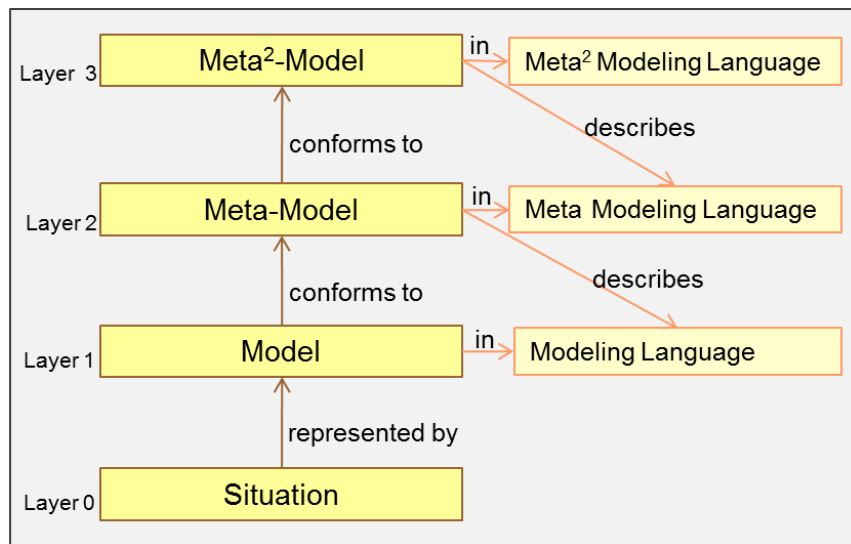 Layer 3
Meta²-Model
in
Meta² Modeling Language
conforms to
describes
Layer 2
Meta-Model
in
Meta Modeling Language
conforms to
describes
Layer 1
Model
in
Modeling Language
represented by
Layer 0
Situation